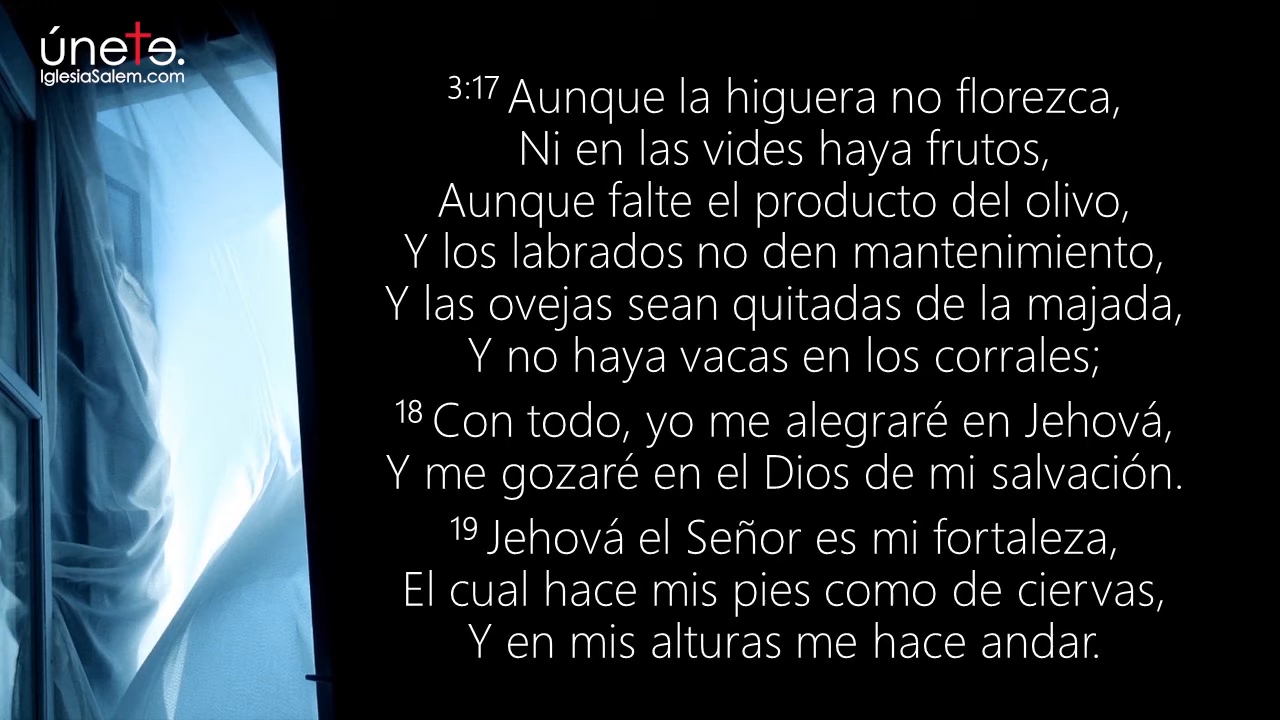 únete.
IglesiaSalem.com
3:17 Aunque la higuera no florezca,
Ni en las vides haya frutos,
Aunque falte el producto del olivo,
Y los labrados no den mantenimiento,
Y las ovejas sean quitadas de la majada,
Y no haya vacas en los corrales;
18 Con todo, yo me alegraré en Jehová,
Y me gozaré en el Dios de mi salvación.
19 Jehová el Señor es mi fortaleza,
El cual hace mis pies como de ciervas,
Y en mis alturas me hace andar.